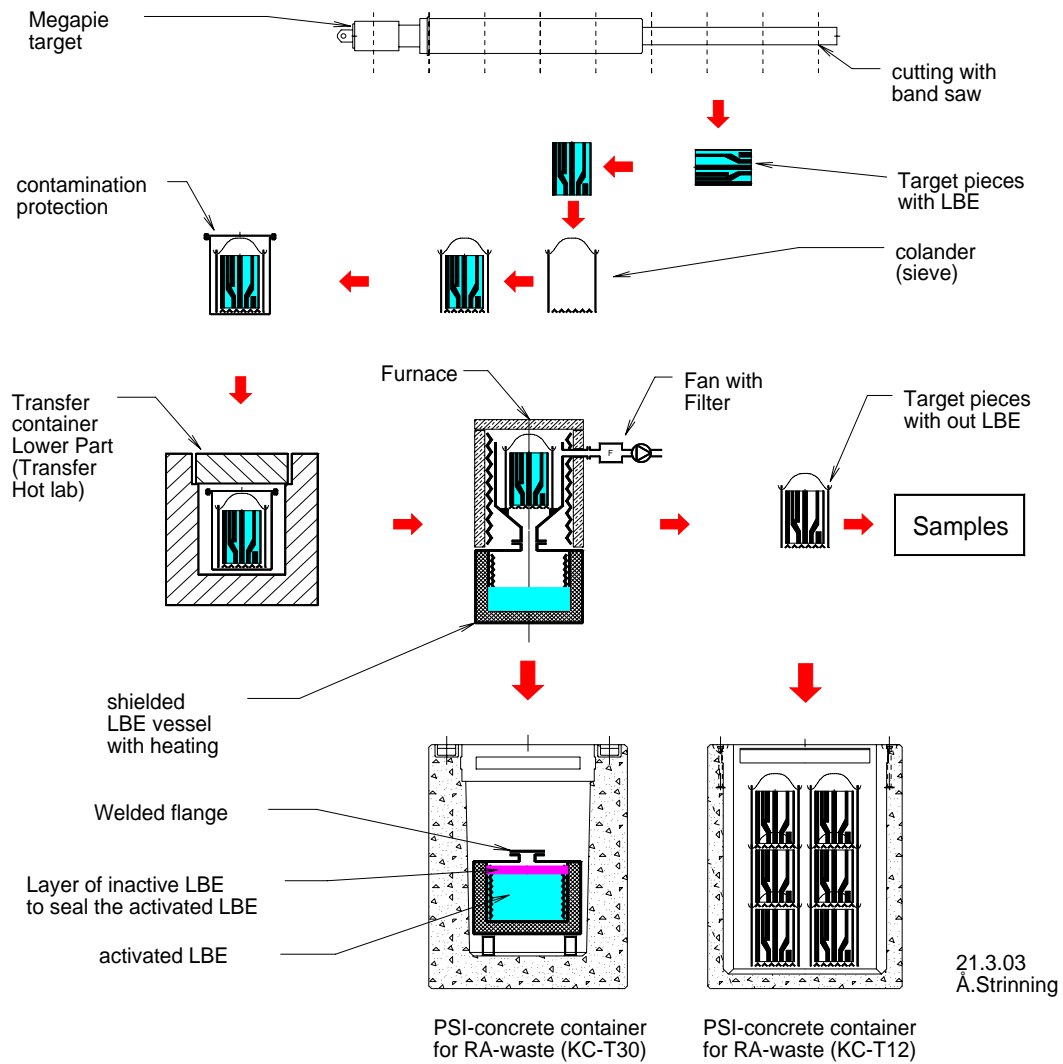 Megapie
target
cutting with
band saw
Target pieces
with LBE
contamination
protection
colander
(sieve)
Furnace
Fan with
Filter
Target pieces
with out LBE
Transfer
container
Lower Part
(Transfer
Hot lab)
F
Samples
shielded
LBE vessel
with heating
Welded flange
Layer of inactive LBE
to seal the activated LBE
activated LBE
21.3.03
Å.Strinning
PSI-concrete container
for RA-waste (KC-T30)
PSI-concrete container
for RA-waste (KC-T12)